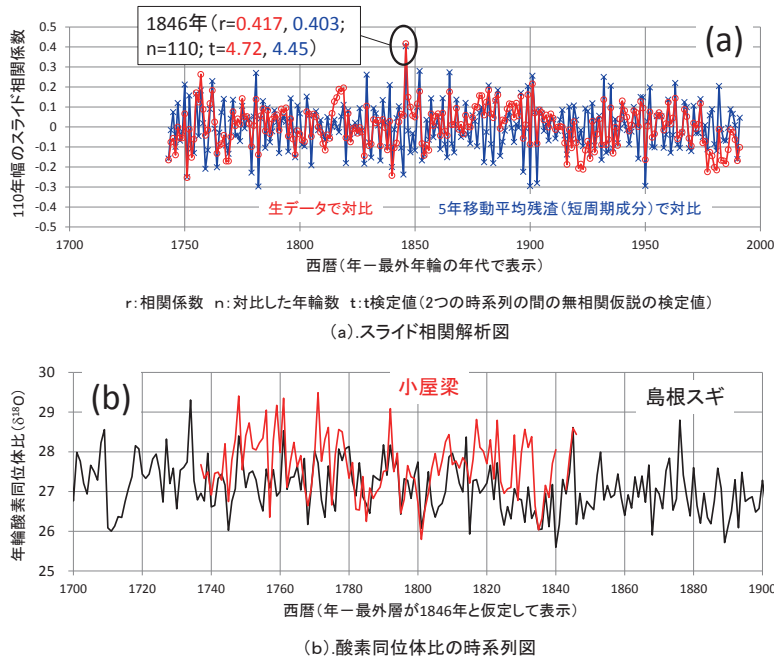 1846年(r=0.417, 0.403;
n=110; t=4.72, 4.45)
(a)
110年幅のスライド相関係数
0.5
0.4
0.3
0.2
0.1
0
-0.1
-0.2
-0.3
-0.4
-0.5
生データで対比
5年移動平均残渣(短周期成分)で対比
1700
1750
1800
1850
1900
1950
2000
西暦(年ー最外年輪の年代で表示)
r:相関係数 n:対比した年輪数 t:t検定値(2つの時系列の間の無相関仮説の検定値)
(a).スライド相関解析図
(b)
小屋梁
島根スギ
年輪酸素同位体比(δ18O)
30
29
28
27
26
25
1700
1720
1740
1760
1780
1800
1820
1840
1860
1880
1900
西暦(年ー最外層が1846年と仮定して表示)
(b).酸素同位体比の時系列図